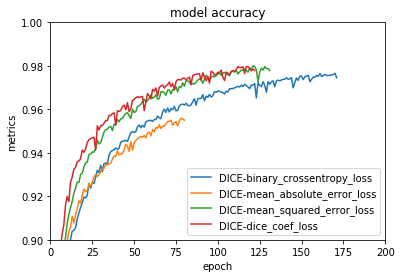 model accuracy
1.00
0.98
0.96
0.94
0.92
0.90
metrics
0
25
50
75
100
125
150
175
200
epoch
DICE-binary_crossentropy_loss
DICE-mean_absolute_error_loss
DICE-mean_squared_error_loss
DICE-dice_coef_loss